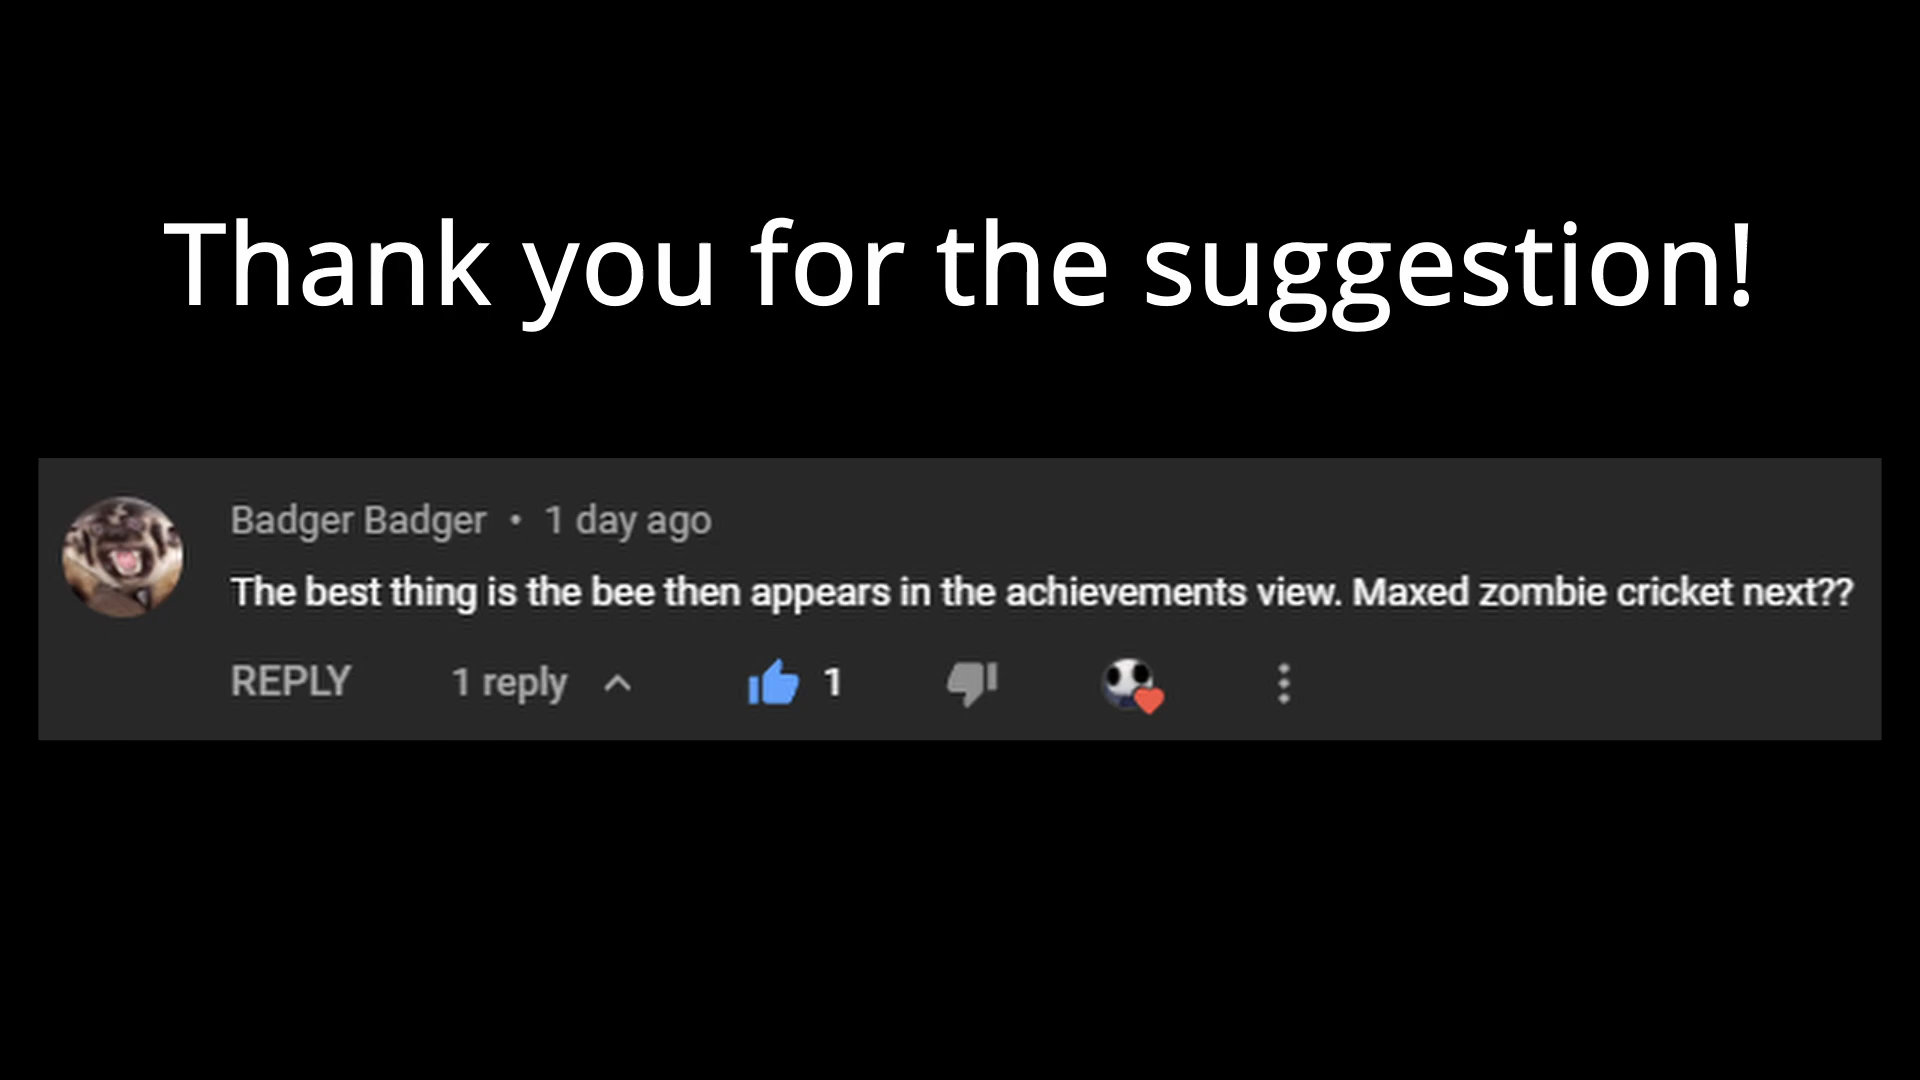 Thank you for the suggestion!
Badger Badger • 1 day ago
The best thing is the bee then appears in the achievements view. Maxed zombie cricket next??
REPLY 1 reply 1